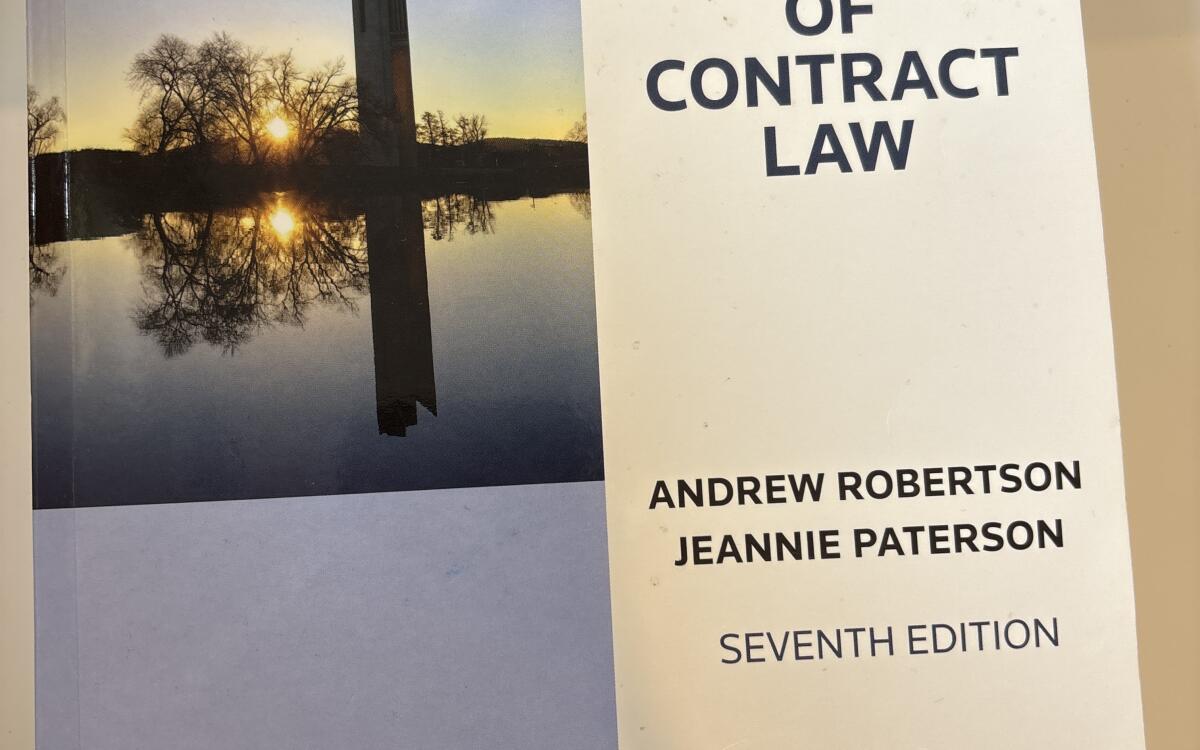 OF
CONTRACT
LAW
ANDREW ROBERTSON
JEANNIE PATERSON
SEVENTH EDITION